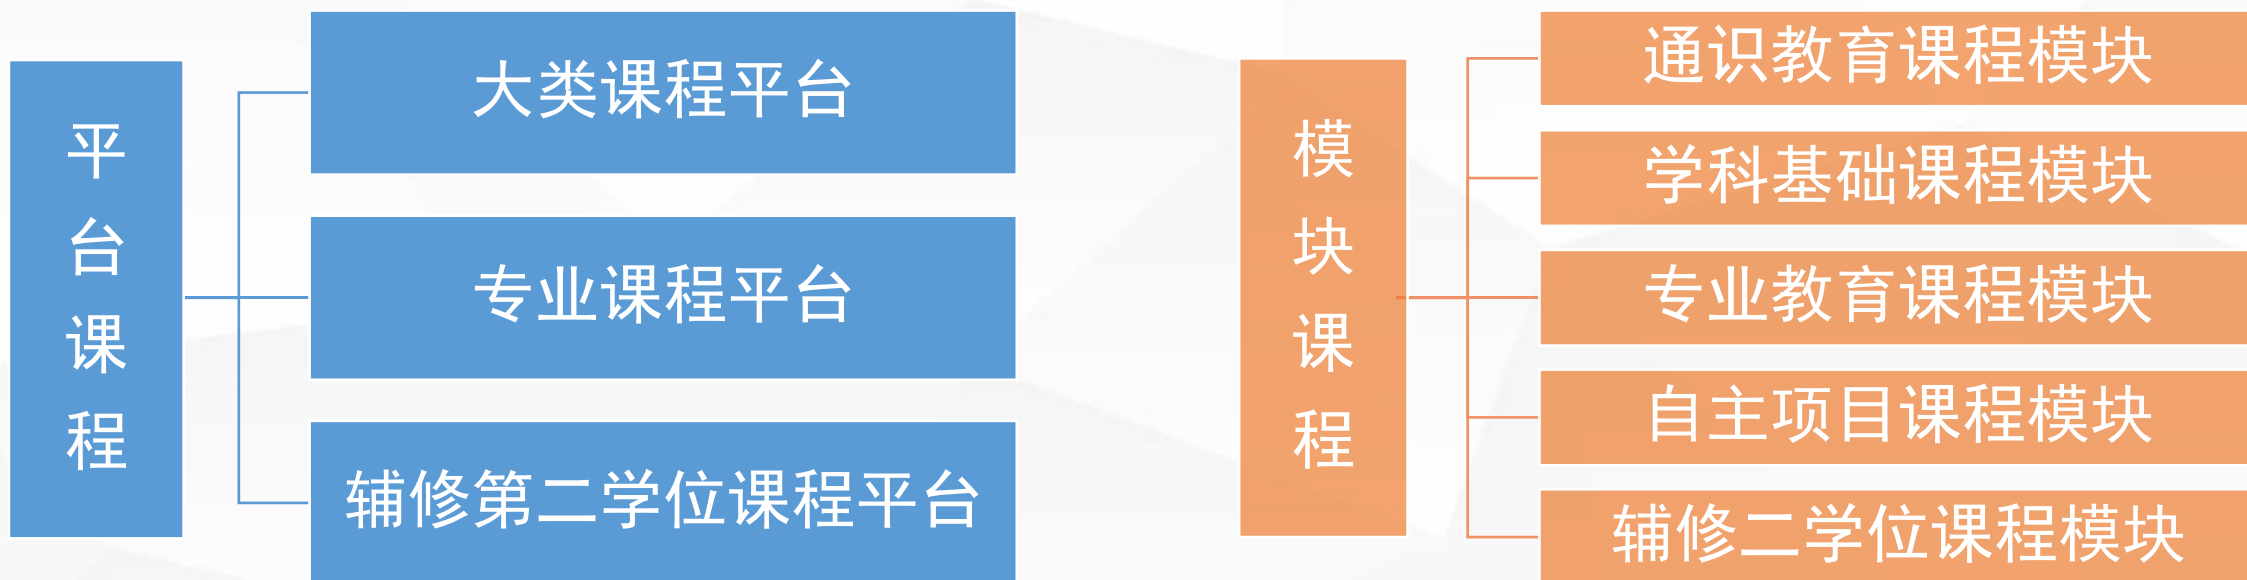 平台课程
大类课程平台
专业课程平台
辅修第二学位课程平台
模块课程
通识教育课程模块
学科基础课程模块
专业教育课程模块
自主项目课程模块
辅修二学位课程模块